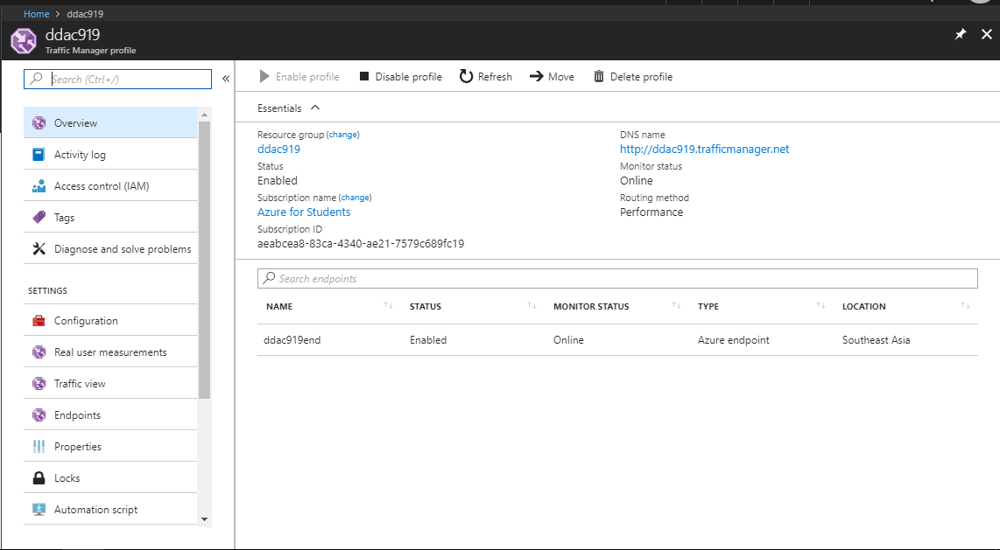 Home > ddac919
ddac919
Traffic Manager profile
Search (Ctrl+/)
«
Overview
Activity log
Access control (IAM)
Tags
Diagnose and solve problems
SETTINGS
Configuration
Real user measurements
Traffic view
Endpoints
Properties
Locks
Automation script
Enable profile Disable profile Refresh Move Delete profile
Essentials
Resource group (change)
ddac919
Status
Enabled
Subscription name (change)
Azure for Students
Subscription ID
aeabcea8-83ca-4340-ae21-7579c689fc19
DNS name
http://ddac919.trafficmanager.net
Monitor status
Online
Routing method
Performance
Search endpoints
NAME STATUS MONITOR STATUS TYPE LOCATION
ddac919end Enabled Online Azure endpoint Southeast Asia